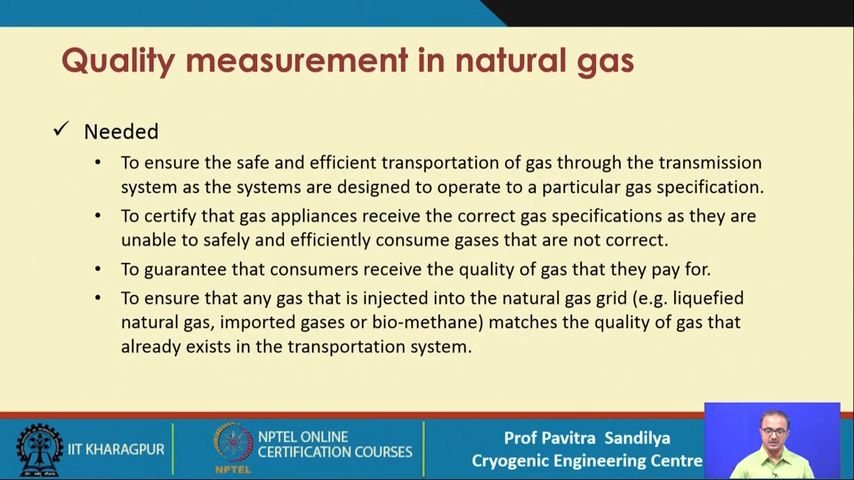 Quality measurement in natural gas
✓ Needed
• To ensure the safe and efficient transportation of gas through the transmission
system as the systems are designed to operate to a particular gas specification.
• To certify that gas appliances receive the correct gas specifications as they are
unable to safely and efficiently consume gases that are not correct.
• To guarantee that consumers receive the quality of gas that they pay for.
• To ensure that any gas that is injected into the natural gas grid (e.g. liquefied
natural gas, imported gases or bio-methane) matches the quality of gas that
already exists in the transportation system.
IIT KHARAGPUR
NPTEL
NPTEL ONLINE
CERTIFICATION COURSES
Prof Pavitra Sandilya
Cryogenic Engineering Centre